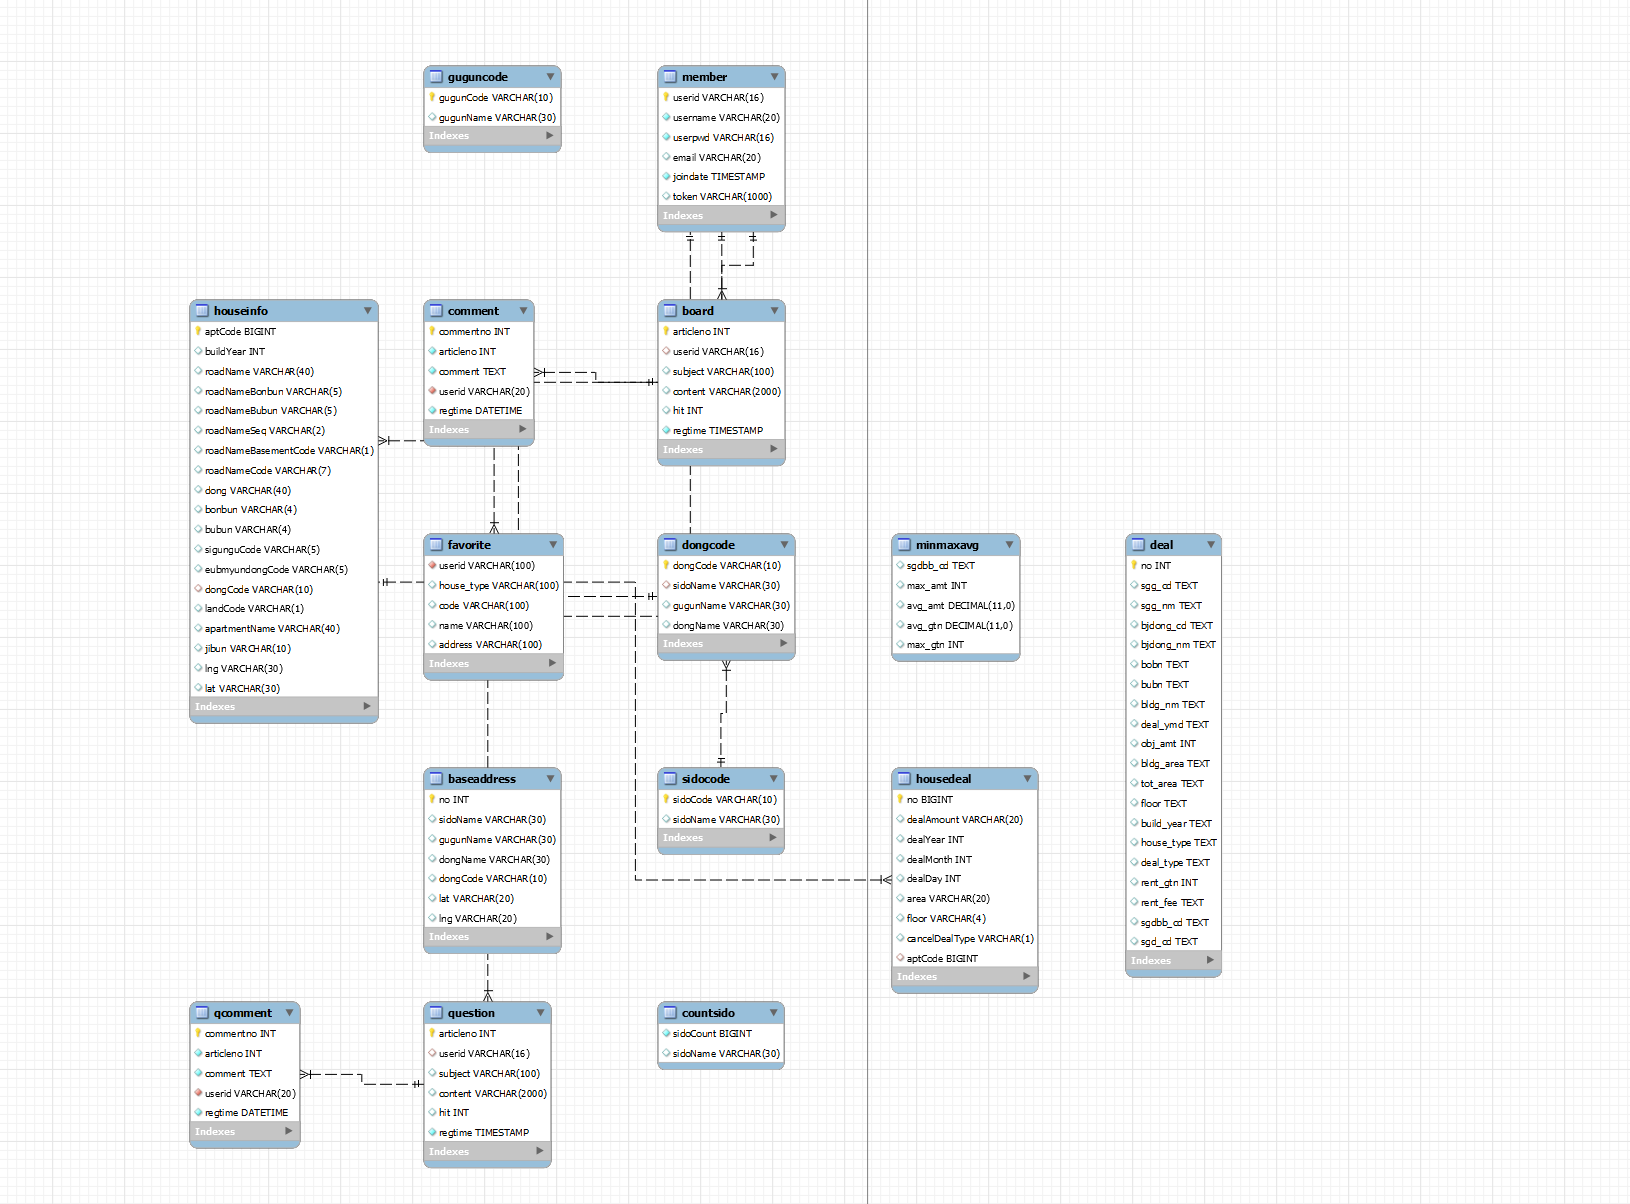 guguncode
gugunCode VARCHAR(10)
gugunName VARCHAR(30)
Indexes
member
userid VARCHAR(16)
username VARCHAR(20)
userpwd VARCHAR(16)
email VARCHAR(20)
joindate TIMESTAMP
token VARCHAR(1000)
Indexes
houseinfo
aptCode BIGINT
buildYear INT
roadName VARCHAR(40)
roadNameBonbun VARCHAR(5)
roadNameBubun VARCHAR(5)
roadNameSeq VARCHAR(2)
roadNameBasementCode VARCHAR(1)
roadNameCode VARCHAR(7)
dong VARCHAR(40)
bonbun VARCHAR(4)
bubun VARCHAR(4)
sigunguCode VARCHAR(5)
eubmyundongCode VARCHAR(5)
dongCode VARCHAR(10)
landCode VARCHAR(1)
apartmentName VARCHAR(40)
jibun VARCHAR(10)
lng VARCHAR(30)
lat VARCHAR(30)
Indexes
comment
commentno INT
articleno INT
comment TEXT
userid VARCHAR(20)
regtime DATETIME
Indexes
board
articleno INT
userid VARCHAR(16)
subject VARCHAR(100)
content VARCHAR(2000)
hit INT
regtime TIMESTAMP
Indexes
favorite
userid VARCHAR(100)
house_type VARCHAR(100)
code VARCHAR(100)
name VARCHAR(100)
address VARCHAR(100)
Indexes
dongcode
dongCode VARCHAR(10)
sidoName VARCHAR(30)
gugunName VARCHAR(30)
dongName VARCHAR(30)
Indexes
minmaxavg
sgdbb_cd TEXT
max_amt INT
avg_amt DECIMAL(11,0)
avg_gtn DECIMAL(11,0)
max_gtn INT
deal
no INT
sgg_cd TEXT
sgg_nm TEXT
bjdong_cd TEXT
bjdong_nm TEXT
bobn TEXT
bubn TEXT
bldg_nm TEXT
deal_ymd TEXT
obj_amt INT
bldg_area TEXT
tot_area TEXT
floor TEXT
build_year TEXT
house_type TEXT
deal_type TEXT
rent_gtn INT
rent_fee TEXT
sgdbb_cd TEXT
sgd_cd TEXT
Indexes
baseaddress
no INT
sidoName VARCHAR(30)
gugunName VARCHAR(30)
dongName VARCHAR(30)
dongCode VARCHAR(10)
lat VARCHAR(20)
lng VARCHAR(20)
Indexes
sidocode
sidoCode VARCHAR(10)
sidoName VARCHAR(30)
Indexes
housedeal
no BIGINT
dealAmount VARCHAR(20)
dealYear INT
dealMonth INT
dealDay INT
area VARCHAR(20)
floor VARCHAR(4)
cancelDealType VARCHAR(1)
aptCode BIGINT
Indexes
qcomment
commentno INT
articleno INT
comment TEXT
userid VARCHAR(20)
regtime DATETIME
Indexes
question
articleno INT
userid VARCHAR(16)
subject VARCHAR(100)
content VARCHAR(2000)
hit INT
regtime TIMESTAMP
Indexes
countsido
sidoCount BIGINT
sidoName VARCHAR(30)